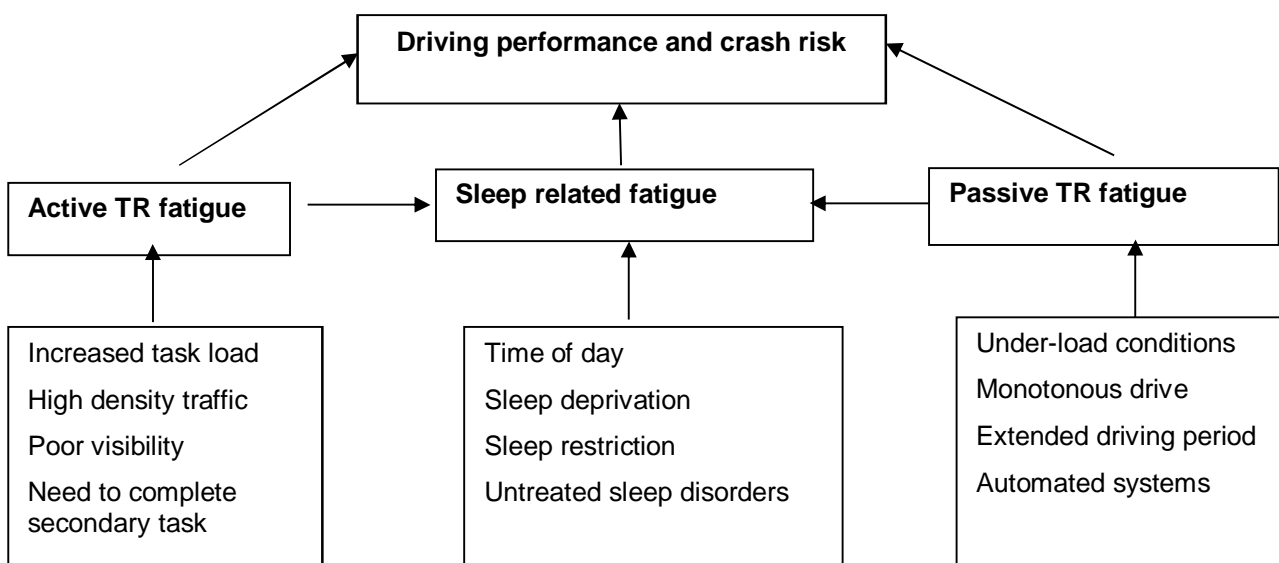 Driving performance and crash risk
Active TR fatigue
Sleep related fatigue
Passive TR fatigue
Increased task load
High density traffic
Poor visibility
Need to complete
secondary task
Time of day
Sleep deprivation
Sleep restriction
Untreated sleep disorders
Under-load conditions
Monotonous drive
Extended driving period
Automated systems